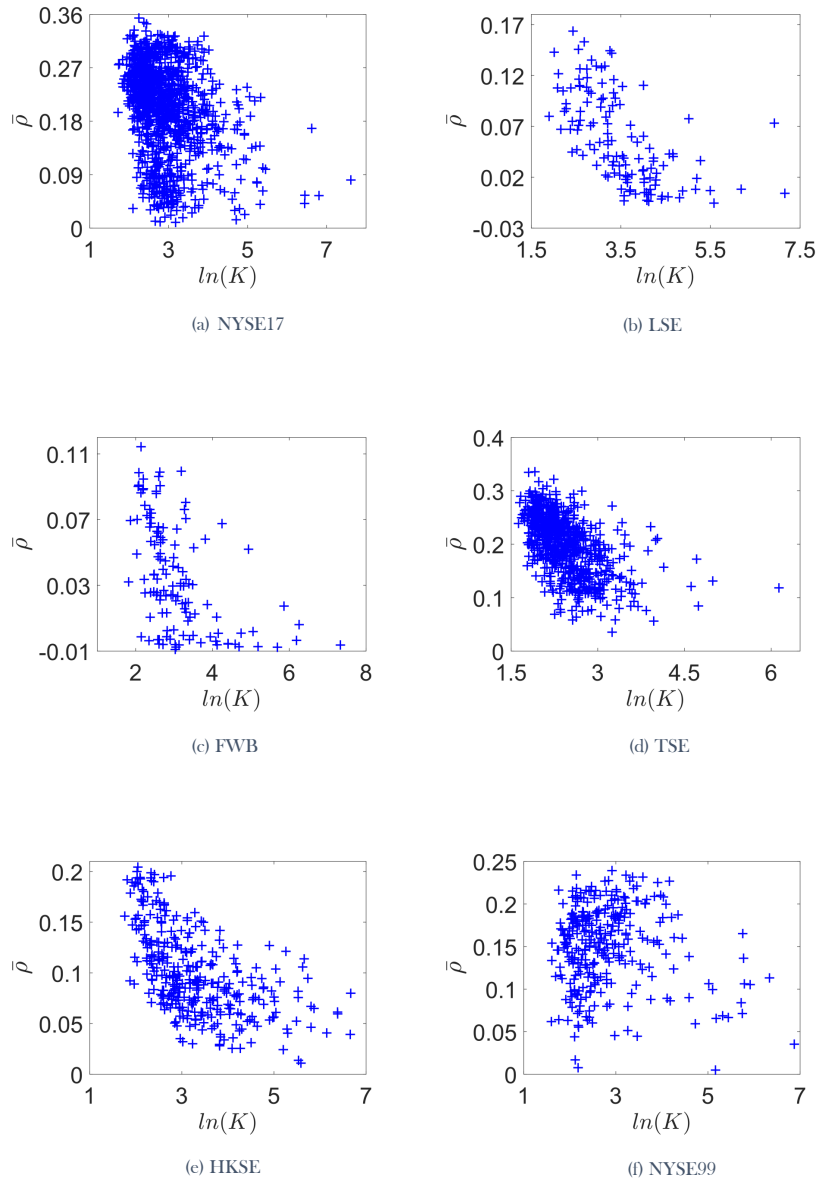 0.36
0.27
0.18
0.09
0
ρ̄
1 3 5 7
ln(K)
(a) NYSE17
0.17
0.12
0.07
0.02
-0.03
ρ̄
1.5 3.5 5.5 7.5
ln(K)
(b) LSE
0.11
0.07
0.03
-0.01
ρ̄
2 4 6 8
ln(K)
(c) FWB
0.4
0.3
0.2
0.1
0
ρ̄
1.5 3 4.5 6
ln(K)
(d) TSE
0.2
0.15
0.1
0.05
0
ρ̄
1 3 5 7
ln(K)
(e) HKSE
0.25
0.2
0.15
0.1
0.05
0
ρ̄
1 3 5 7
ln(K)
(f) NYSE99